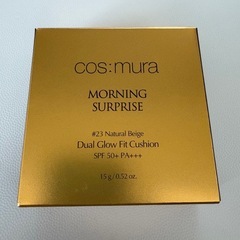 cos:mura
MORNING
SURPRISE
#23 Natural Beige
Dual Glow Fit Cushion
SPF 50+ PA+++
15 g / 0.52 oz.